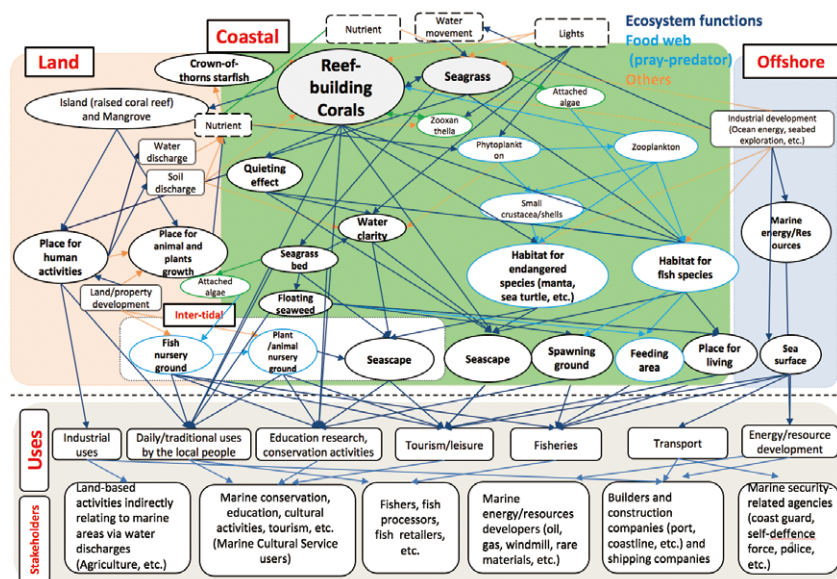 Nutrient
Water
movement
Lights
Ecosystem functions
Food web
(pray-predator)
Others
Land
Coastal
Offshore
Crown-of-
thorns starfish
Reef-
building
Corals
Seagrass
Attached
algae
Island (raised coral reef)
and Mangrove
Nutrient
Zooxan
thella
Industrial development
(Ocean energy, seabed
exploration, etc.)
Water
discharge
Phytoplankt
on
Zooplankton
Soil
discharge
Quieting
effect
Small
crustacea/shells
Marine
energy/Res
ources
Water
clarity
Place for
human activities
Place for
animal and
plants
growth
Seagrass
bed
Habitat for
endangered
species (manta,
sea turtle, etc.)
Habitat for
fish species
Attached
algae
Land/property
development
Inter-tidal
Floating
seaweed
Fish
nursery
ground
Plant
/animal
nursery
ground
Seascape
Seascape
Spawning
ground
Feeding
area
Place for
living
Sea
surface
Uses
Industrial
uses
Daily/traditional uses
by the local people
Education research,
conservation activities
Tourism/leisure
Fisheries
Transport
Energy/resource
development
Stakeholders
Land-based
activities indirectly
relating to marine
areas via water
discharges
(Agriculture, etc.)
Marine conservation,
education, cultural
activities, tourism, etc.
(Marine Cultural Service
users)
Fishers, fish
processors,
fish retailers,
etc.
Marine
energy/resources
developers (oil,
gas, windmill, rare
materials, etc.)
Builders and
construction
companies (port,
coastline, etc.) and
shipping companies
Marine security-
related agencies
(coast guard,
self-deffence
force, police,
etc.)